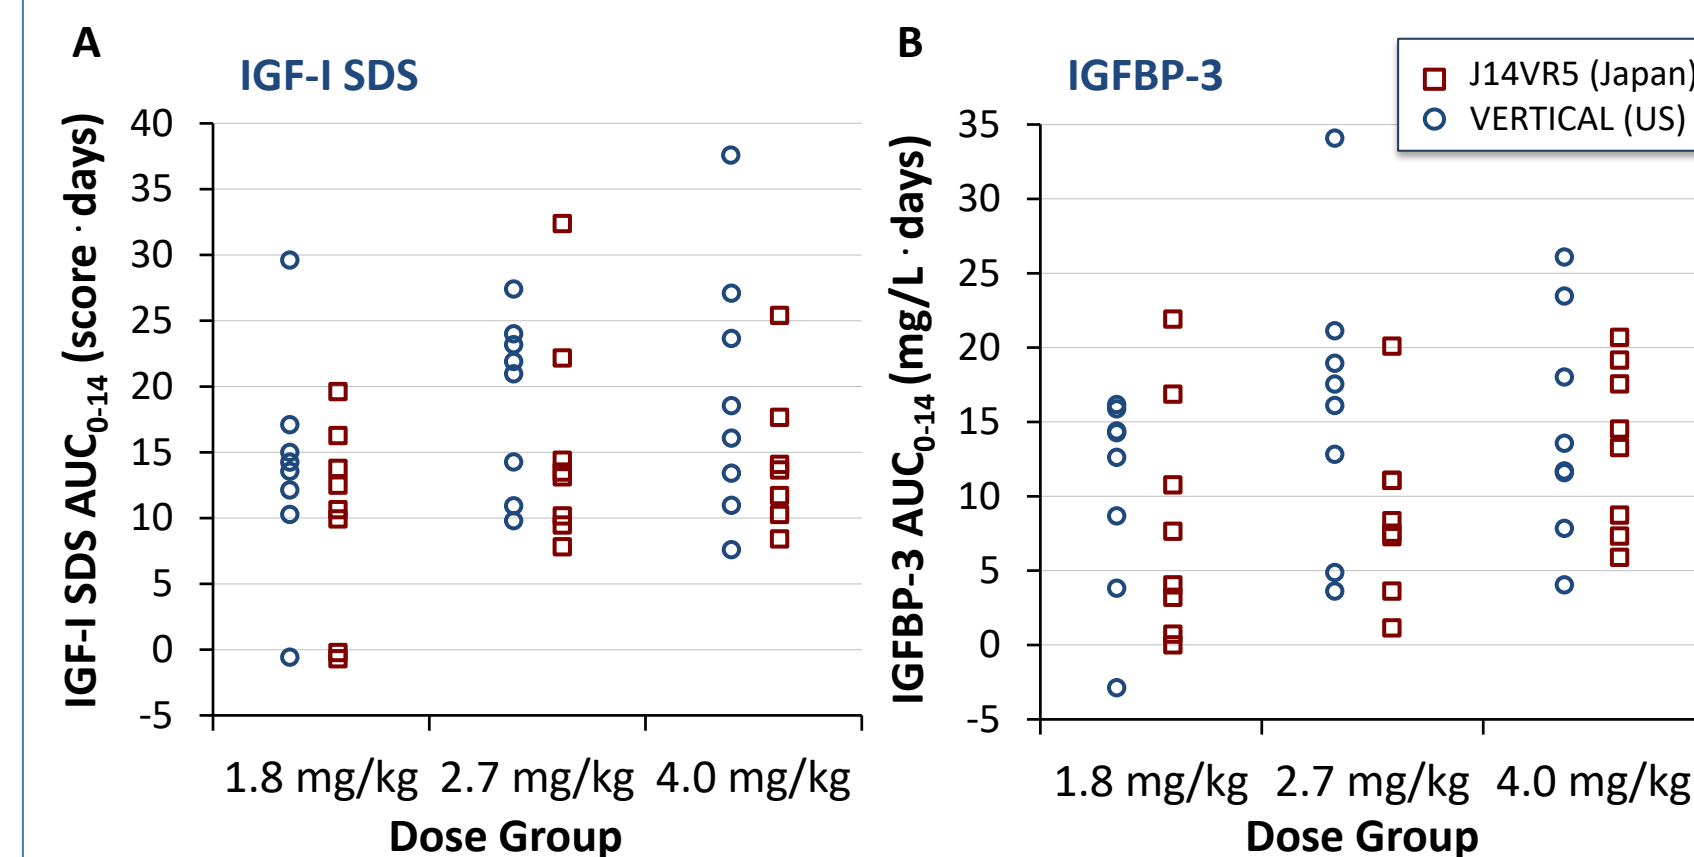 A
IGF-I SDS
IGF-I SDS AUC0-14 (score · days)
40
35
30
25
20
15
10
5
0
-5
1.8 mg/kg 2.7 mg/kg 4.0 mg/kg
Dose Group
B
IGFBP-3
J14VR5 (Japan)
VERTICAL (US)
IGFBP-3 AUC0-14 (mg/L · days)
35
30
25
20
15
10
5
0
-5
1.8 mg/kg 2.7 mg/kg 4.0 mg/kg
Dose Group